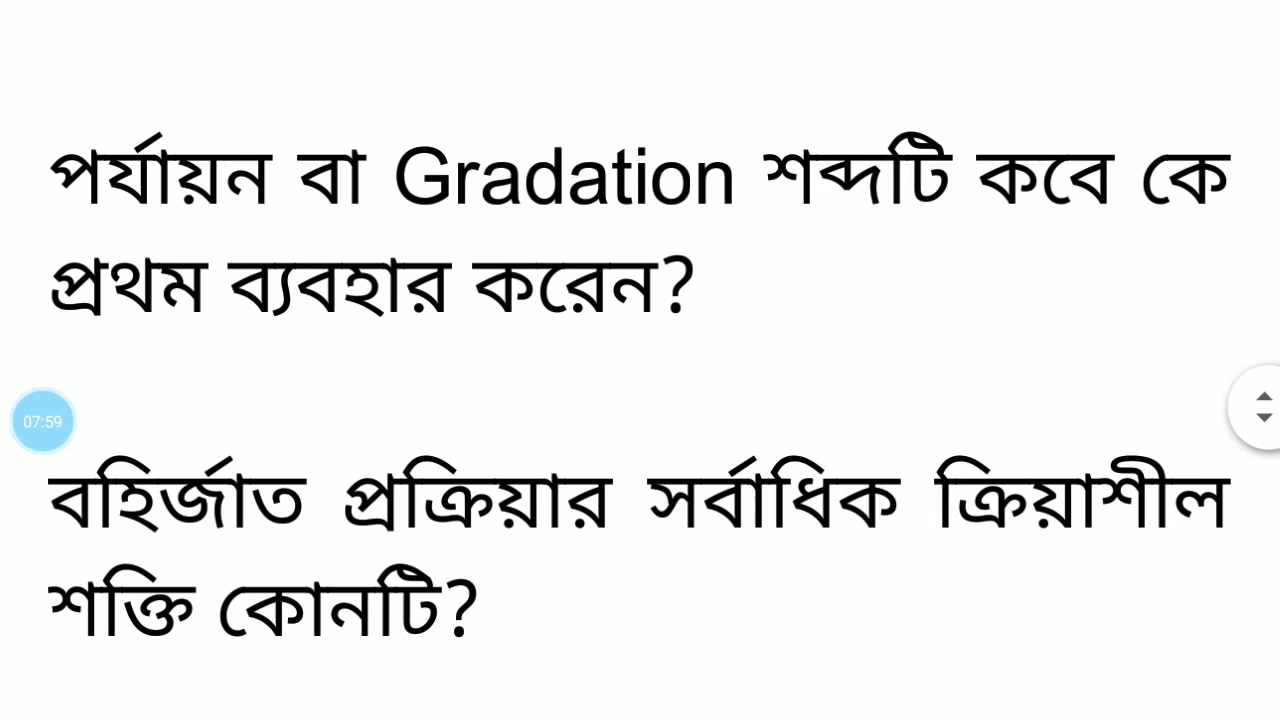 পর্যায়ন বা Gradation শব্দটি কবে কে
প্রথম ব্যবহার করেন?
07:59
বহির্জাত প্রক্রিয়ার সর্বাধিক ক্রিয়াশীল
শক্তি কোনটি?